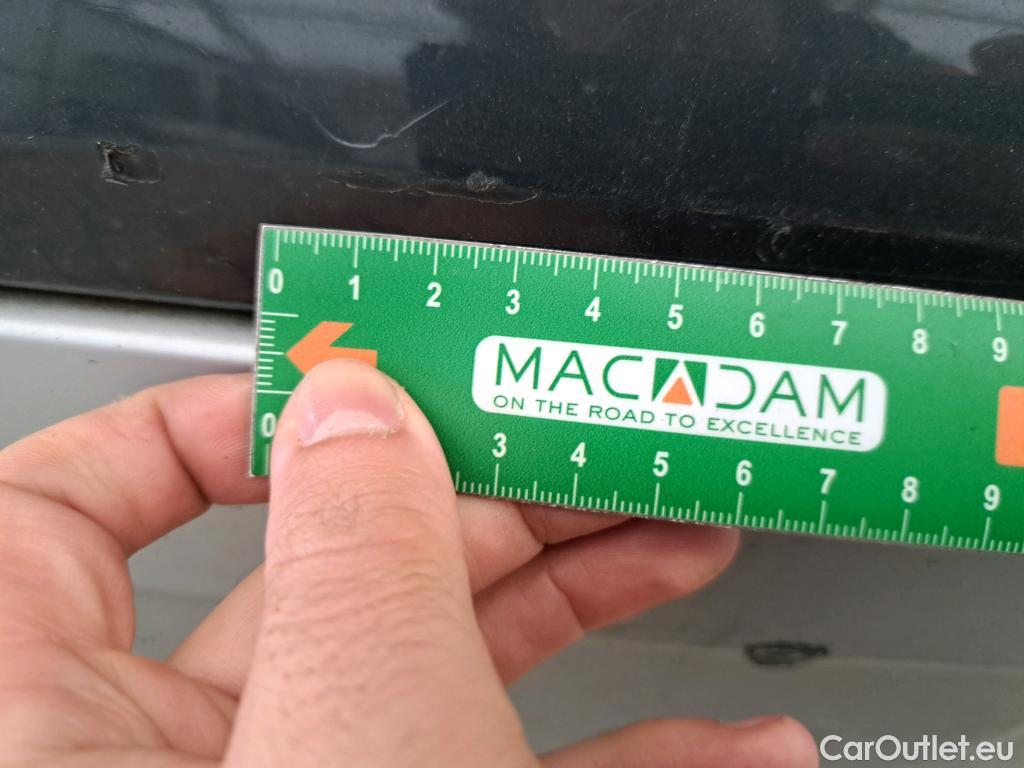 0 1 2 3 4 5 6 7 8 9
MACADAM
ON THE ROAD TO EXCELLENCE
0 3 4 5 6 7 8 9
CarOutlet.eu